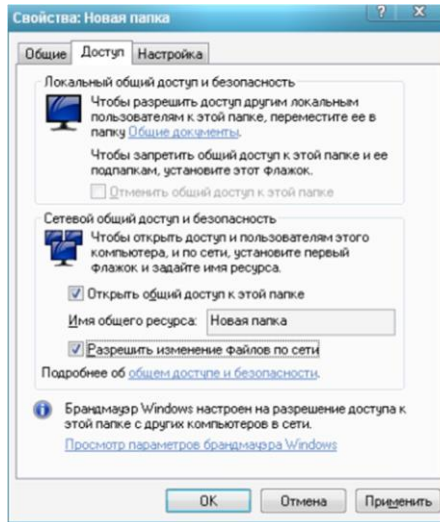 Свойства: Новая папка
Общие
Доступ
Настройка
Локальный общий доступ и безопасность
Чтобы разрешить доступ другим локальным
пользователям к этой папке, переместите ее в
папку Общие документы.
Чтобы запретить общий доступ к этой папке и ее
подпапкам, установите этот флажок.
Отменить общий доступ к этой папке
Сетевой общий доступ и безопасность
Чтобы открыть доступ и пользователям этого
компьютера, и по сети, установите первый
флажок и задайте имя ресурса.
Открыть общий доступ к этой папке
Имя общего ресурса: Новая папка
Разрешить изменение файлов по сети
Подробнее об общем доступе и безопасности.
Брандмауэр Windows настроен на разрешение доступа к
этой папке с других компьютеров в сети.
Просмотр параметров брандмауэра Windows
OK
Отмена
Применить